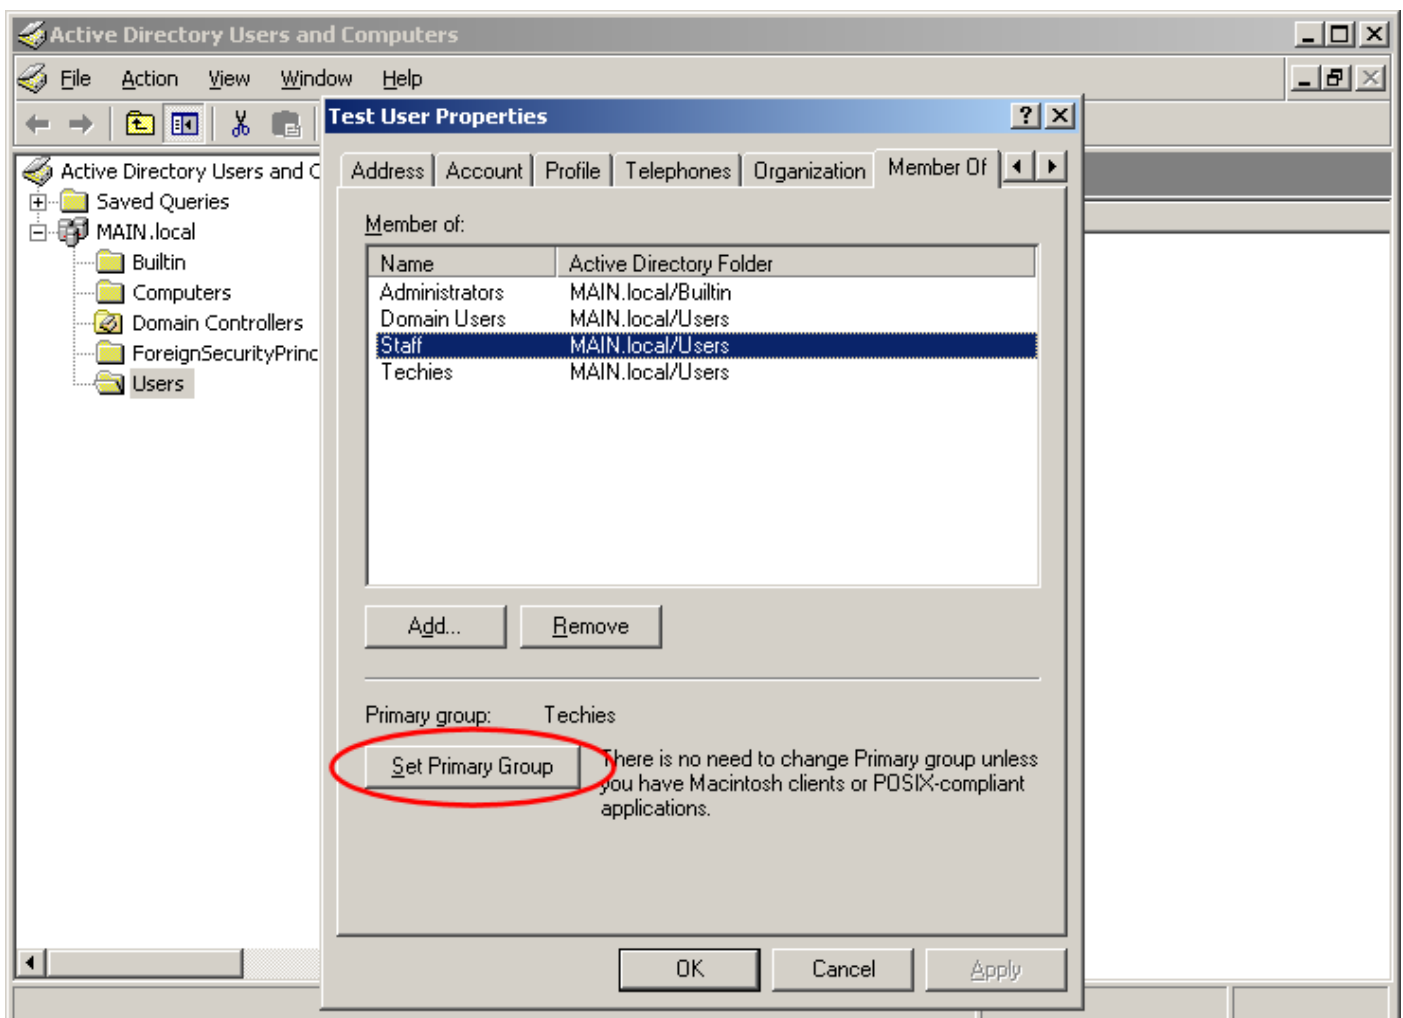 Active Directory Users and Computers
File Action View Window Help
Test User Properties
Active Directory Users and C
Saved Queries
MAIN.local
Builtin
Computers
Domain Controllers
ForeignSecurityPrinc
Users
Address Account Profile Telephones Organization Member Of
Member of:
Name Active Directory Folder
Administrators MAIN.local/Builtin
Domain Users MAIN.local/Users
Staff MAIN.local/Users
Techies MAIN.local/Users
Add... Remove
Primary group: Techies
Set Primary Group
There is no need to change Primary group unless
you have Macintosh clients or POSIX-compliant
applications.
OK Cancel Apply